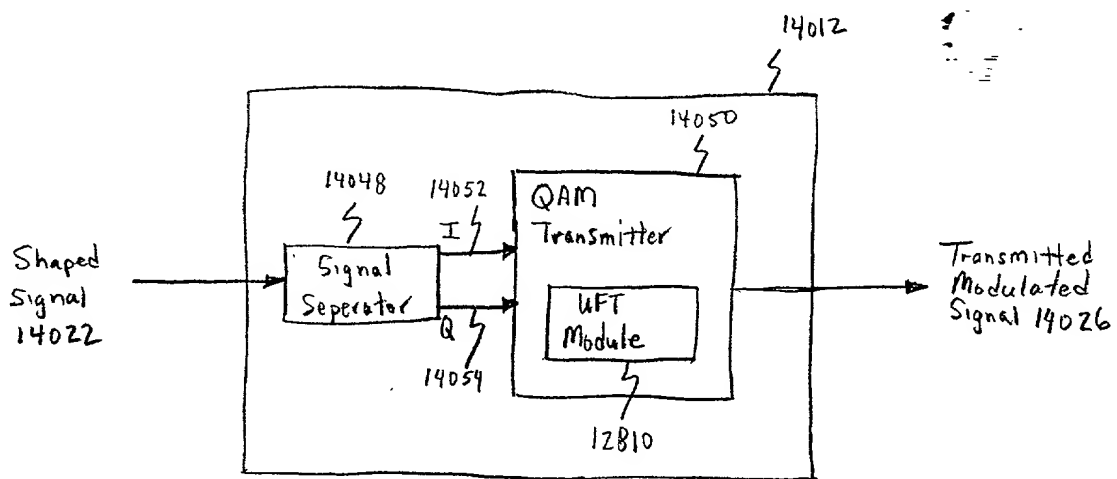 14012
14050
14048
14052
I
QAM
Transmitter
Shaped
Signal
14022
Signal
Seperator
Q
14054
UFT
Module
12810
Transmitted
Modulated
Signal 14026